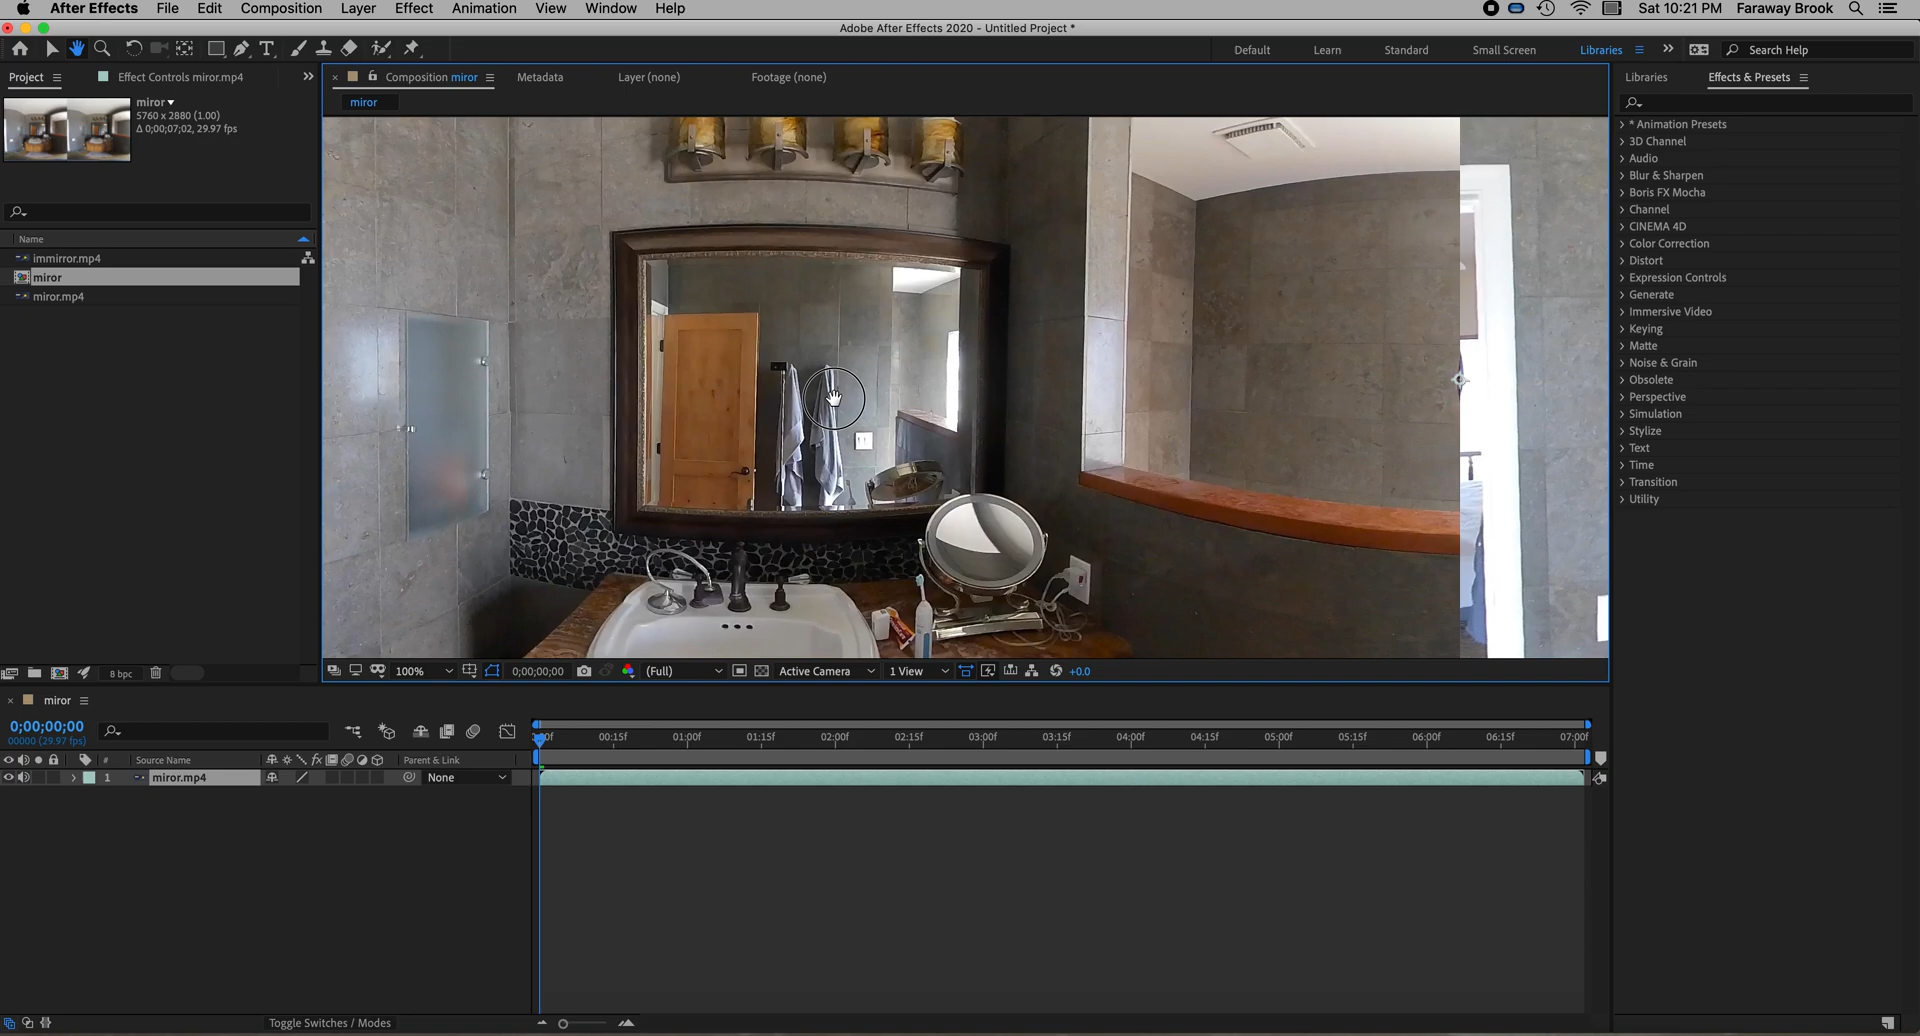 After Effects File Edit Composition Layer Effect Animation View Window Help Sat 10:21 PM Faraway Brook
Adobe After Effects 2020 - Untitled Project *
Default Learn Standard Small Screen Libraries Search Help
Project Effect Controls miror.mp4
miror
5760 x 2880 (1.00)
Δ 0;00;07;02, 29.97 fps
Name
immirror.mp4
miror
miror.mp4
8 bpc
Composition miror Metadata Layer (none) Footage (none)
miror
100% 0;00;00;00 (Full) Active Camera 1 View +0.0
Libraries Effects & Presets
* Animation Presets
3D Channel
Audio
Blur & Sharpen
Boris FX Mocha
Channel
CINEMA 4D
Color Correction
Distort
Expression Controls
Generate
Immersive Video
Keying
Matte
Noise & Grain
Obsolete
Perspective
Simulation
Stylize
Text
Time
Transition
Utility
miror
0;00;00;00
00000 (29.97 fps)
00:15f 01:00f 01:15f 02:00f 02:15f 03:00f 03:15f 04:00f 04:15f 05:00f 05:15f 06:00f 06:15f 07:00f
# Source Name Parent & Link
1 miror.mp4 None
Toggle Switches / Modes